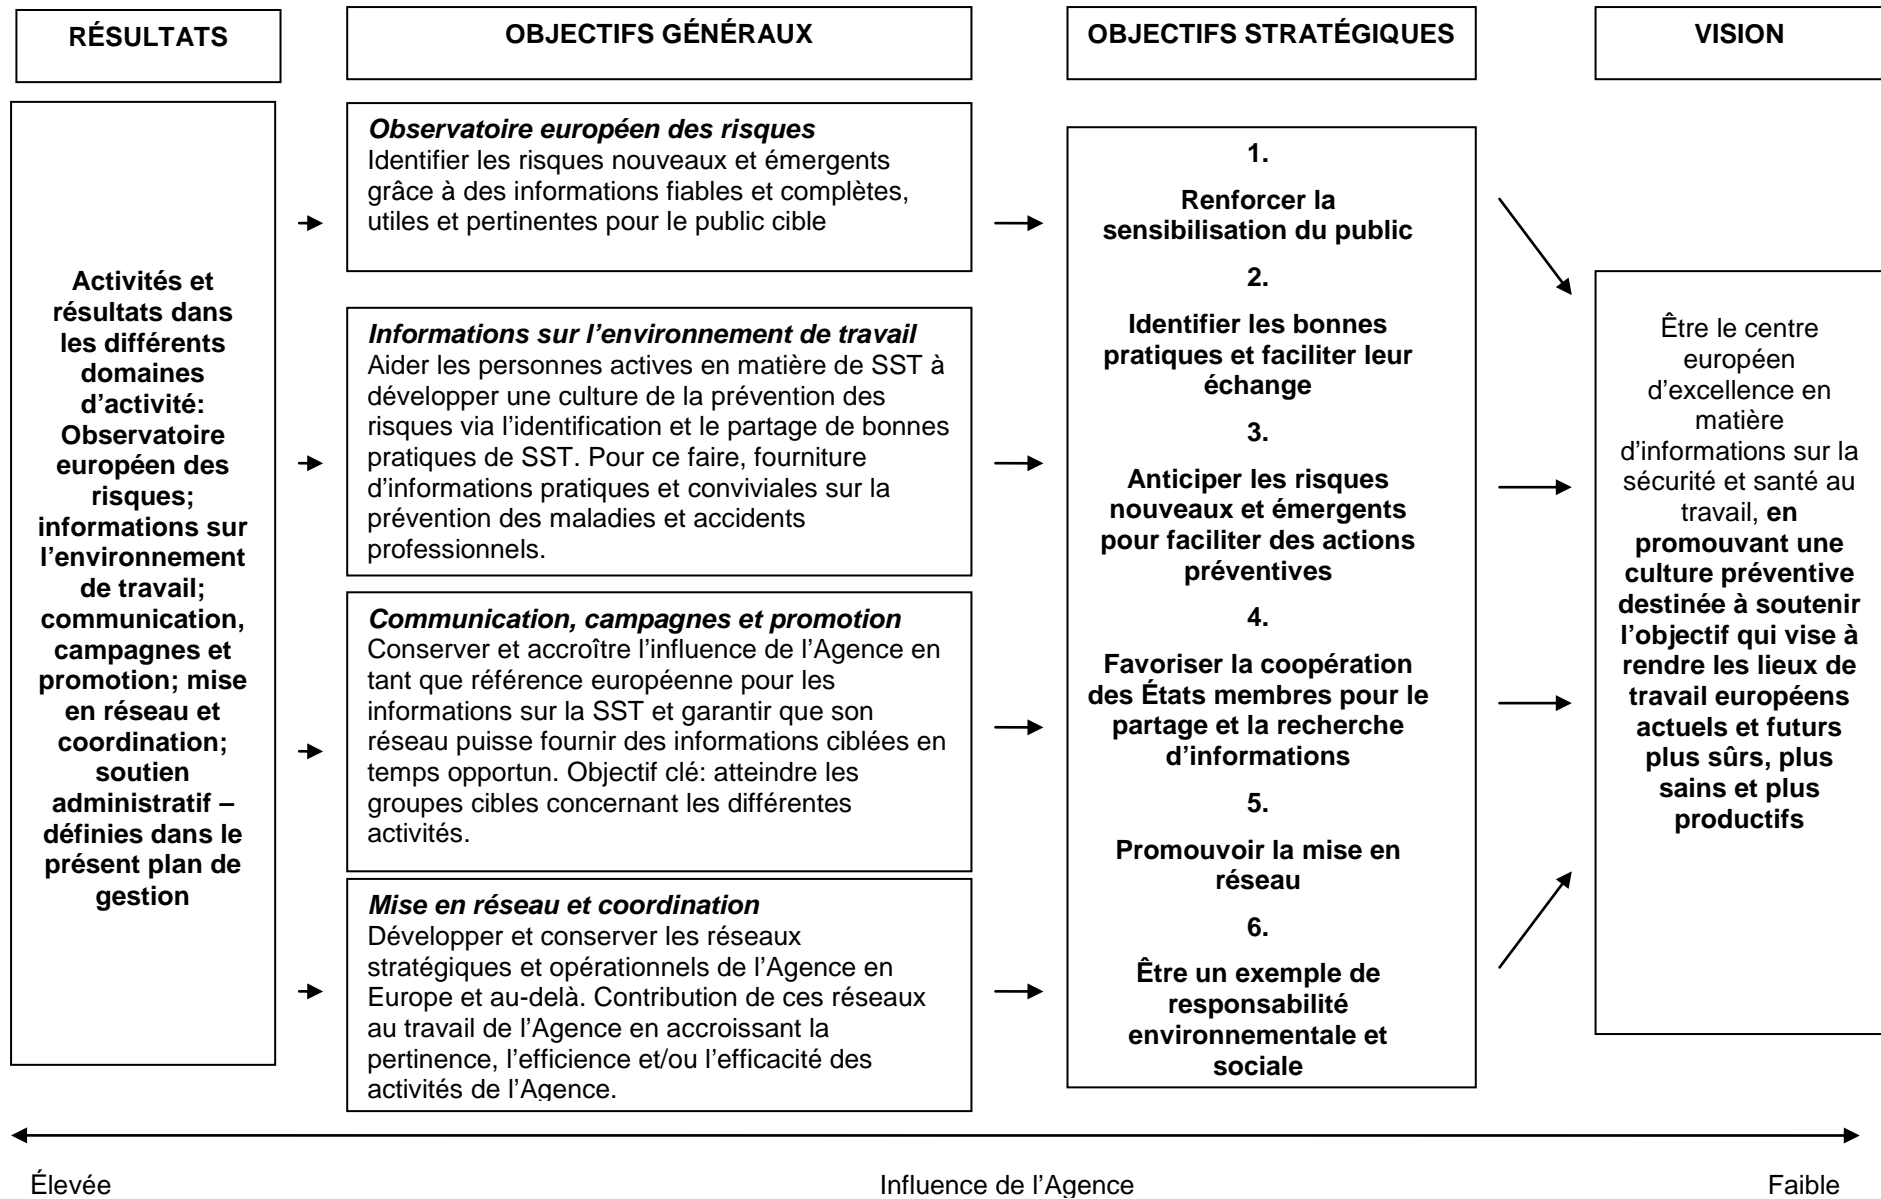 RÉSULTATS
OBJECTIFS GÉNÉRAUX
OBJECTIFS STRATÉGIQUES
VISION
Activités et
résultats dans
les différents
domaines
d’activité:
Observatoire
européen des
risques;
informations sur
l’environnement
de travail;
communication,
campagnes et
promotion; mise
en réseau et
coordination;
soutien
administratif –
définies dans le
présent plan de
gestion
Observatoire européen des risques
Identifier les risques nouveaux et émergents
grâce à des informations fiables et complètes,
utiles et pertinentes pour le public cible
Informations sur l’environnement de travail
Aider les personnes actives en matière de SST à
développer une culture de la prévention des
risques via l’identification et le partage de bonnes
pratiques de SST. Pour ce faire, fourniture
d’informations pratiques et conviviales sur la
prévention des maladies et accidents
professionnels.
Communication, campagnes et promotion
Conserver et accroître l’influence de l’Agence en
tant que référence européenne pour les
informations sur la SST et garantir que son
réseau puisse fournir des informations ciblées en
temps opportun. Objectif clé: atteindre les
groupes cibles concernant les différentes
activités.
Mise en réseau et coordination
Développer et conserver les réseaux
stratégiques et opérationnels de l’Agence en
Europe et au-delà. Contribution de ces réseaux
au travail de l’Agence en accroissant la
pertinence, l’efficience et/ou l’efficacité des
activités de l’Agence.
1.
Renforcer la
sensibilisation du public
2.
Identifier les bonnes
pratiques et faciliter leur
échange
3.
Anticiper les risques
nouveaux et émergents
pour faciliter des actions
préventives
4.
Favoriser la coopération
des États membres pour le
partage et la recherche
d’informations
5.
Promouvoir la mise en
réseau
6.
Être un exemple de
responsabilité
environnementale et
sociale
Être le centre
européen
d’excellence en
matière
d’informations sur la
sécurité et santé au
travail, en
promouvant une
culture préventive
destinée à soutenir
l’objectif qui vise à
rendre les lieux de
travail européens
actuels et futurs
plus sûrs, plus
sains et plus
productifs
Élevée
Influence de l’Agence
Faible